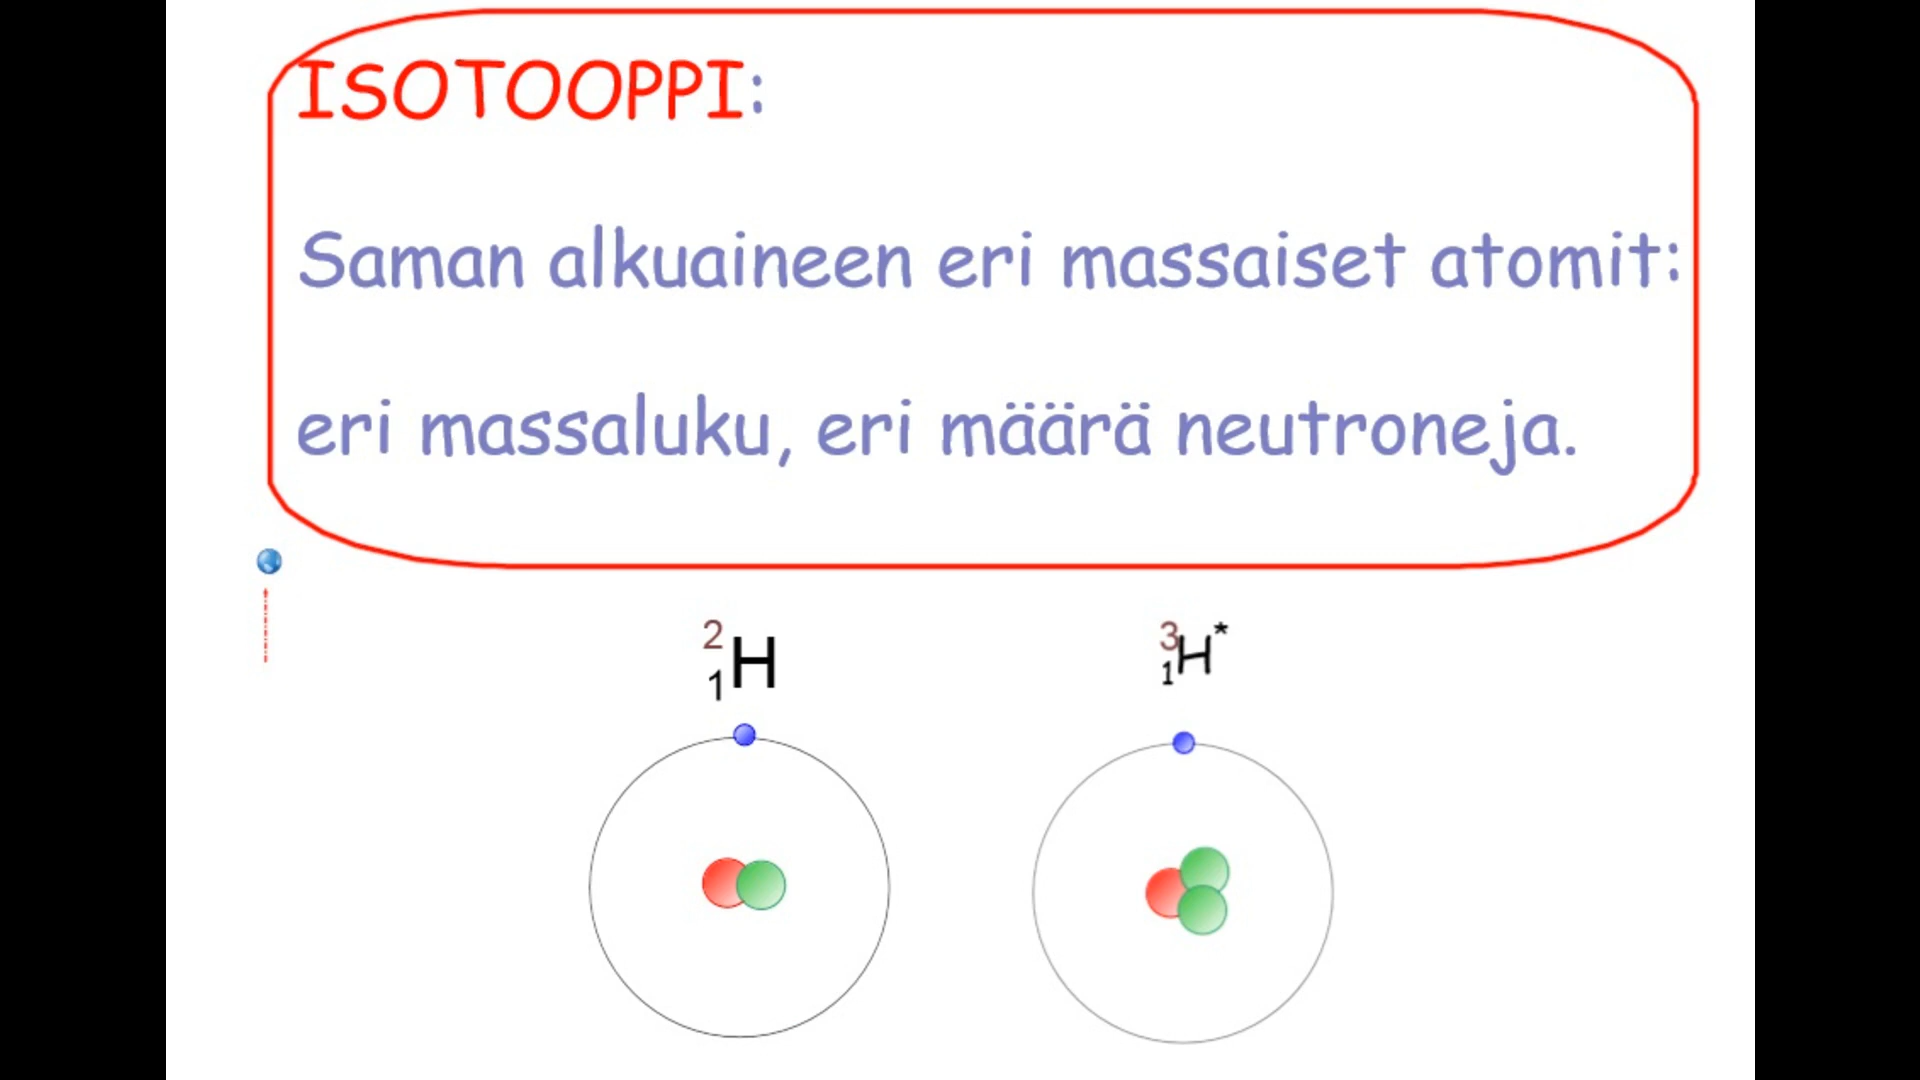 ISOTOOPPI:
Saman alkuaineen eri massaiset atomit:
eri massaluku, eri määrä neutroneja.
2
1H
3
1H*